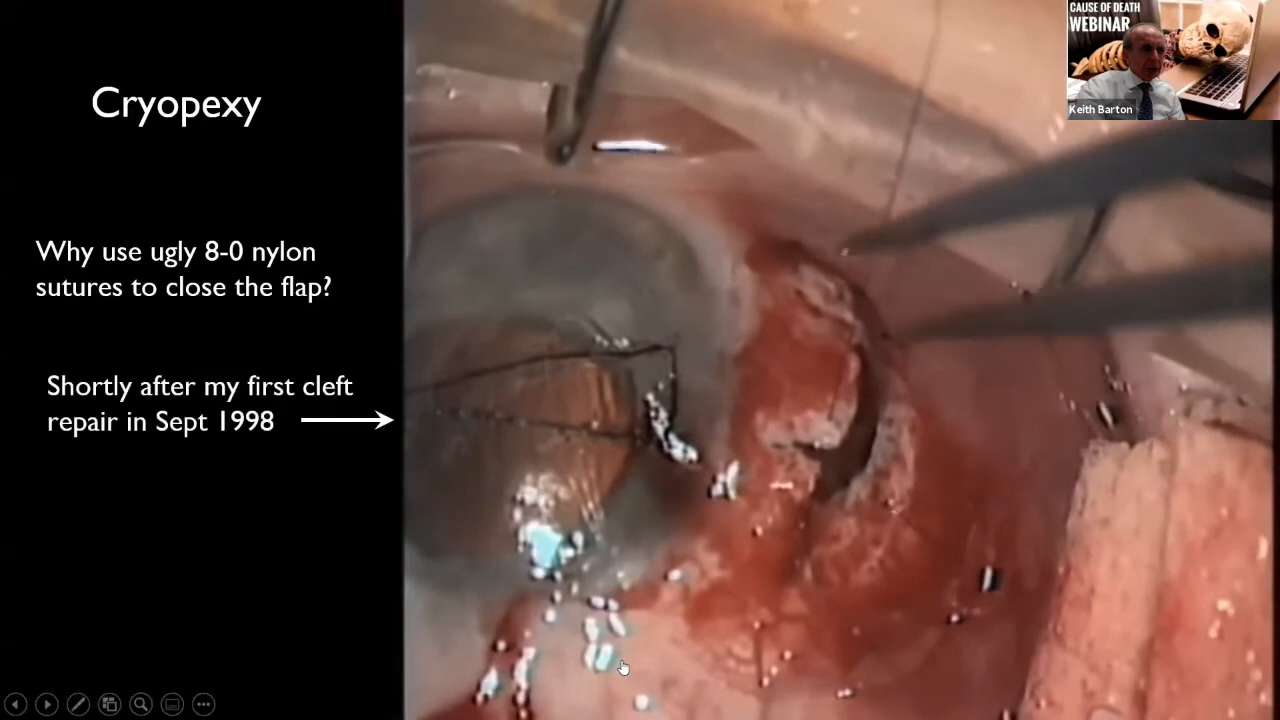 Cryopexy
Why use ugly 8-0 nylon
sutures to close the flap?
Shortly after my first cleft
repair in Sept 1998
CAUSE OF DEATH
WEBINAR
Keith Barton